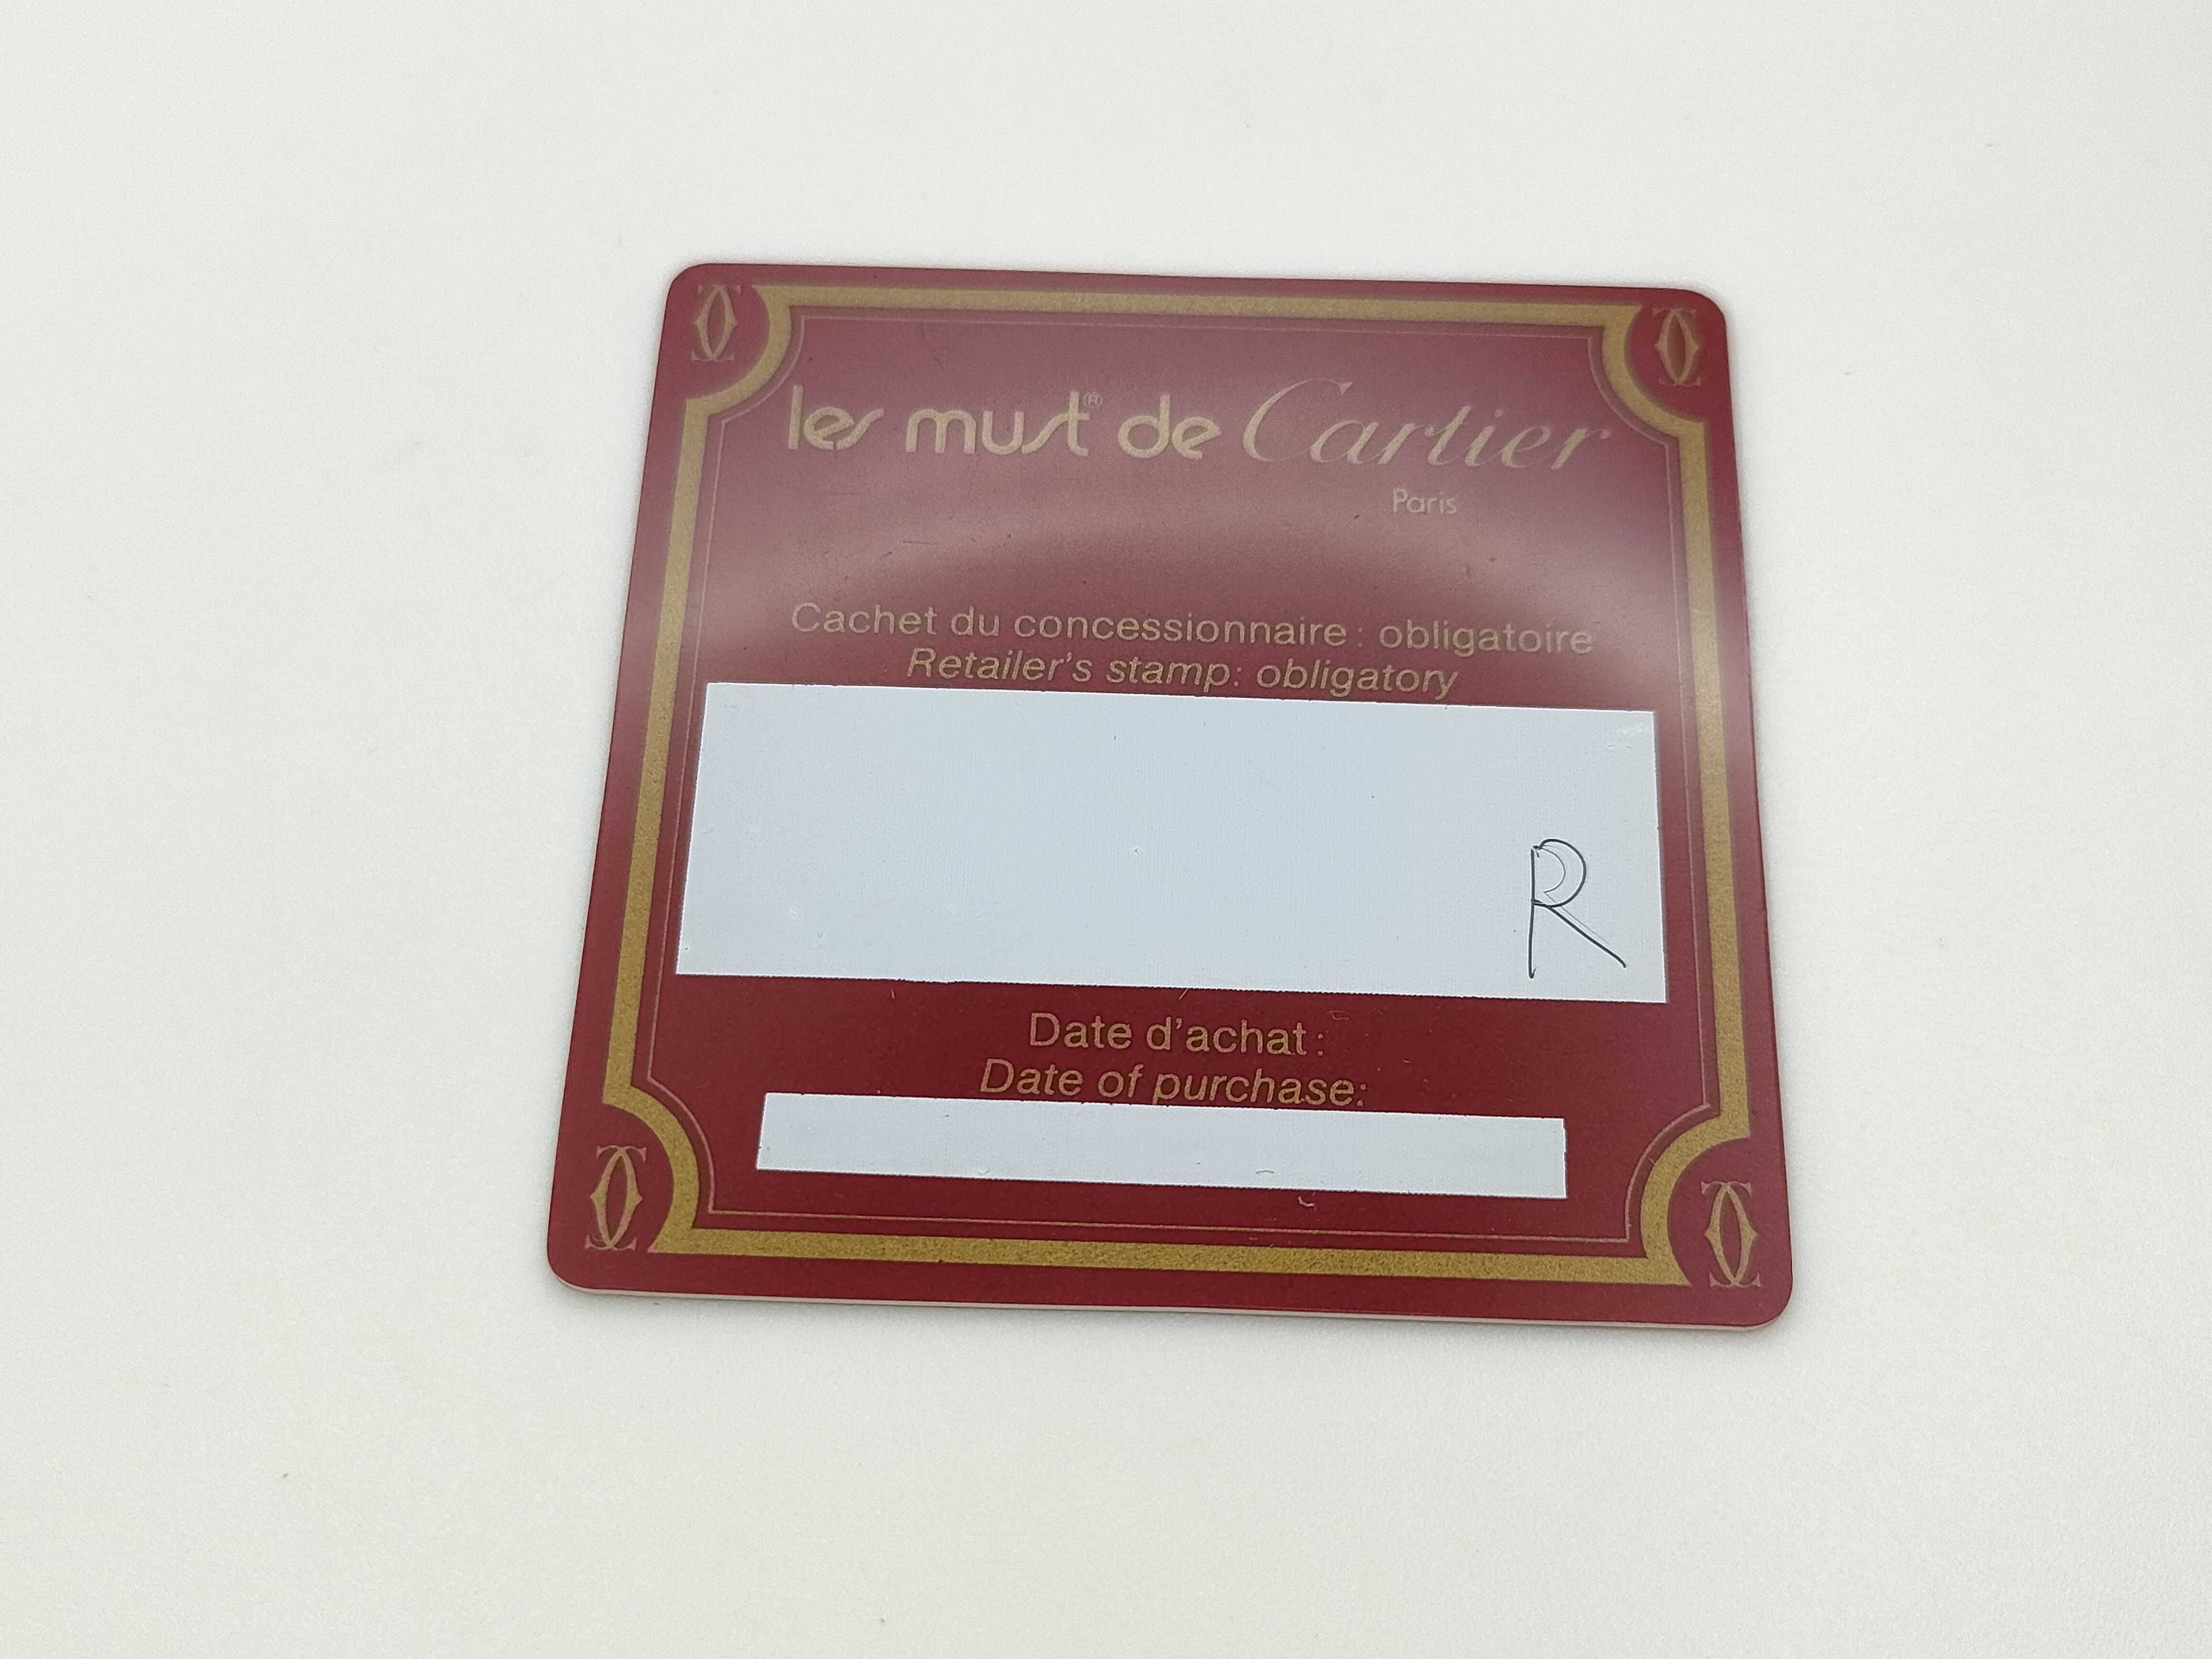 les must® de Cartier
Paris
Cachet du concessionnaire : obligatoire
Retailer's stamp: obligatory
R
Date d'achat :
Date of purchase: